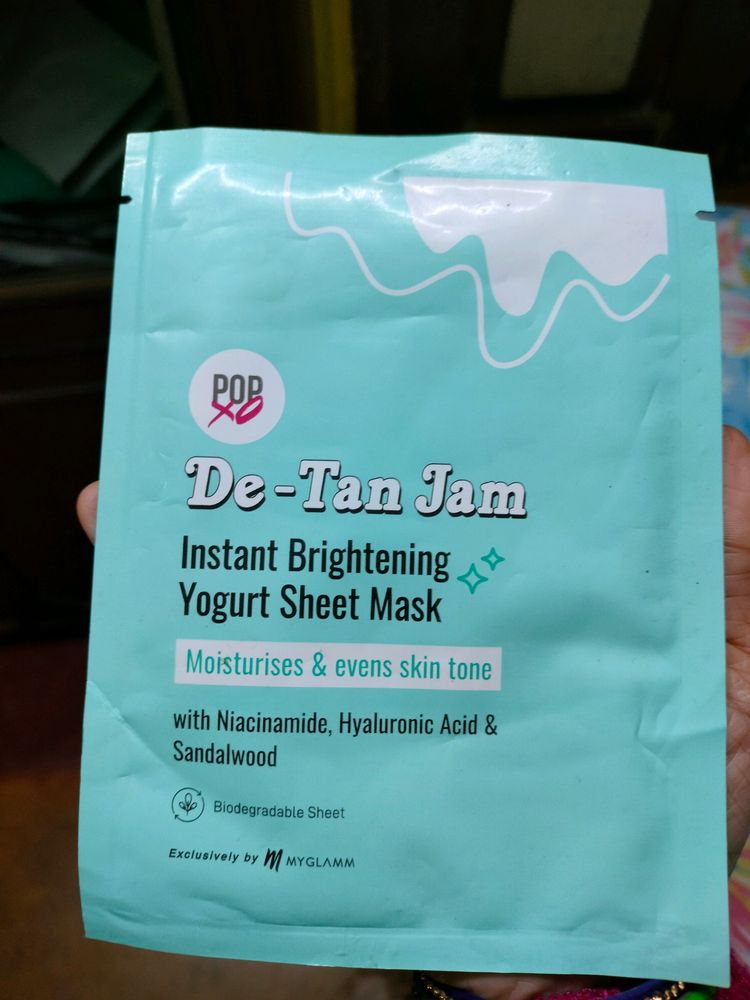 POP
XO
De-Tan Jam
Instant Brightening
Yogurt Sheet Mask
Moisturises & evens skin tone
with Niacinamide, Hyaluronic Acid &
Sandalwood
Biodegradable Sheet
Exclusively by M MYGLAMM